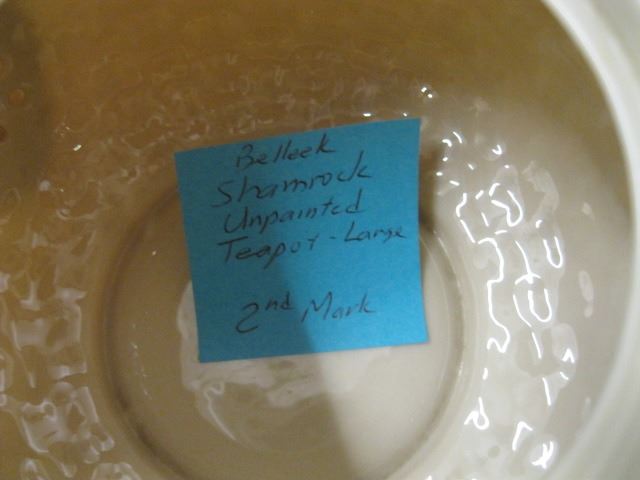 Belleek
Shamrock
Unpainted
Teapot - Large
2nd Mark